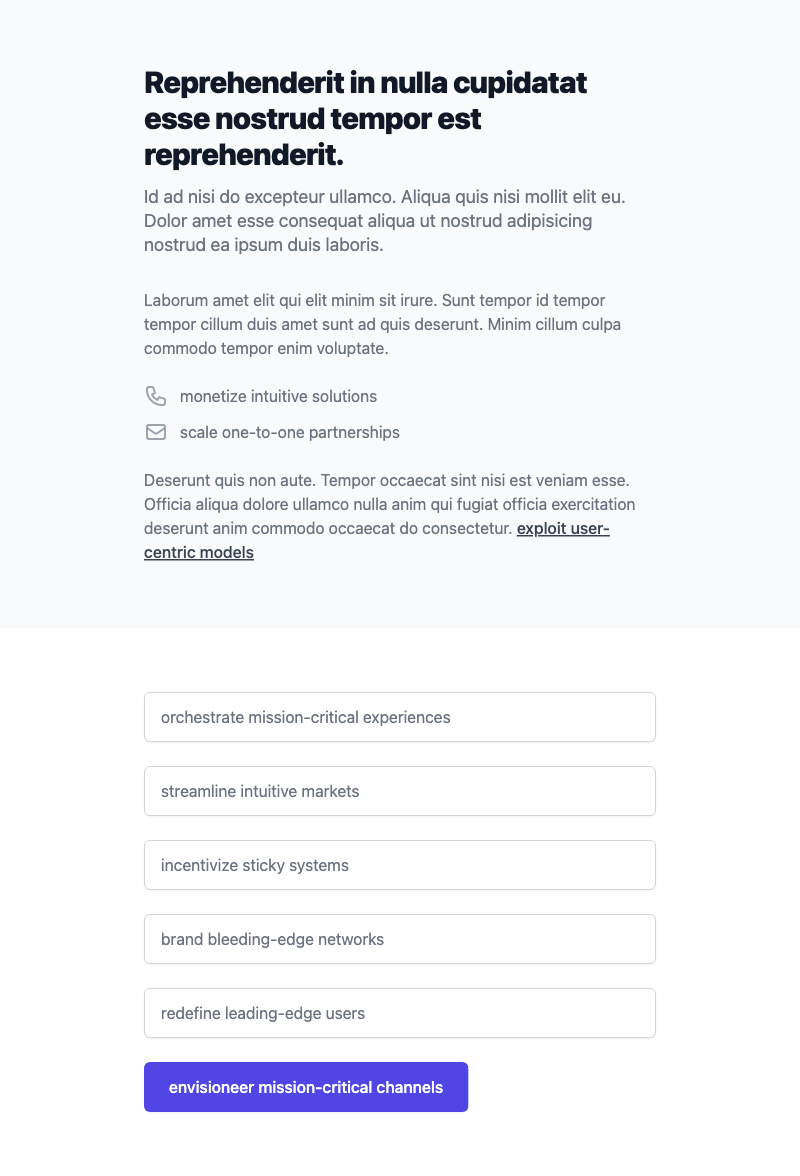 Reprehenderit in nulla cupidatat
esse nostrud tempor est
reprehenderit.
Id ad nisi do excepteur ullamco. Aliqua quis nisi mollit elit eu.
Dolor amet esse consequat aliqua ut nostrud adipisicing
nostrud ea ipsum duis laboris.
Laborum amet elit qui elit minim sit irure. Sunt tempor id tempor
tempor cillum duis amet sunt ad quis deserunt. Minim cillum culpa
commodo tempor enim voluptate.
monetize intuitive solutions
scale one-to-one partnerships
Deserunt quis non aute. Tempor occaecat sint nisi est veniam esse.
Officia aliqua dolore ullamco nulla anim qui fugiat officia exercitation
deserunt anim commodo occaecat do consectetur. exploit user-
centric models
orchestrate mission-critical experiences
streamline intuitive markets
incentivize sticky systems
brand bleeding-edge networks
redefine leading-edge users
envisioneer mission-critical channels